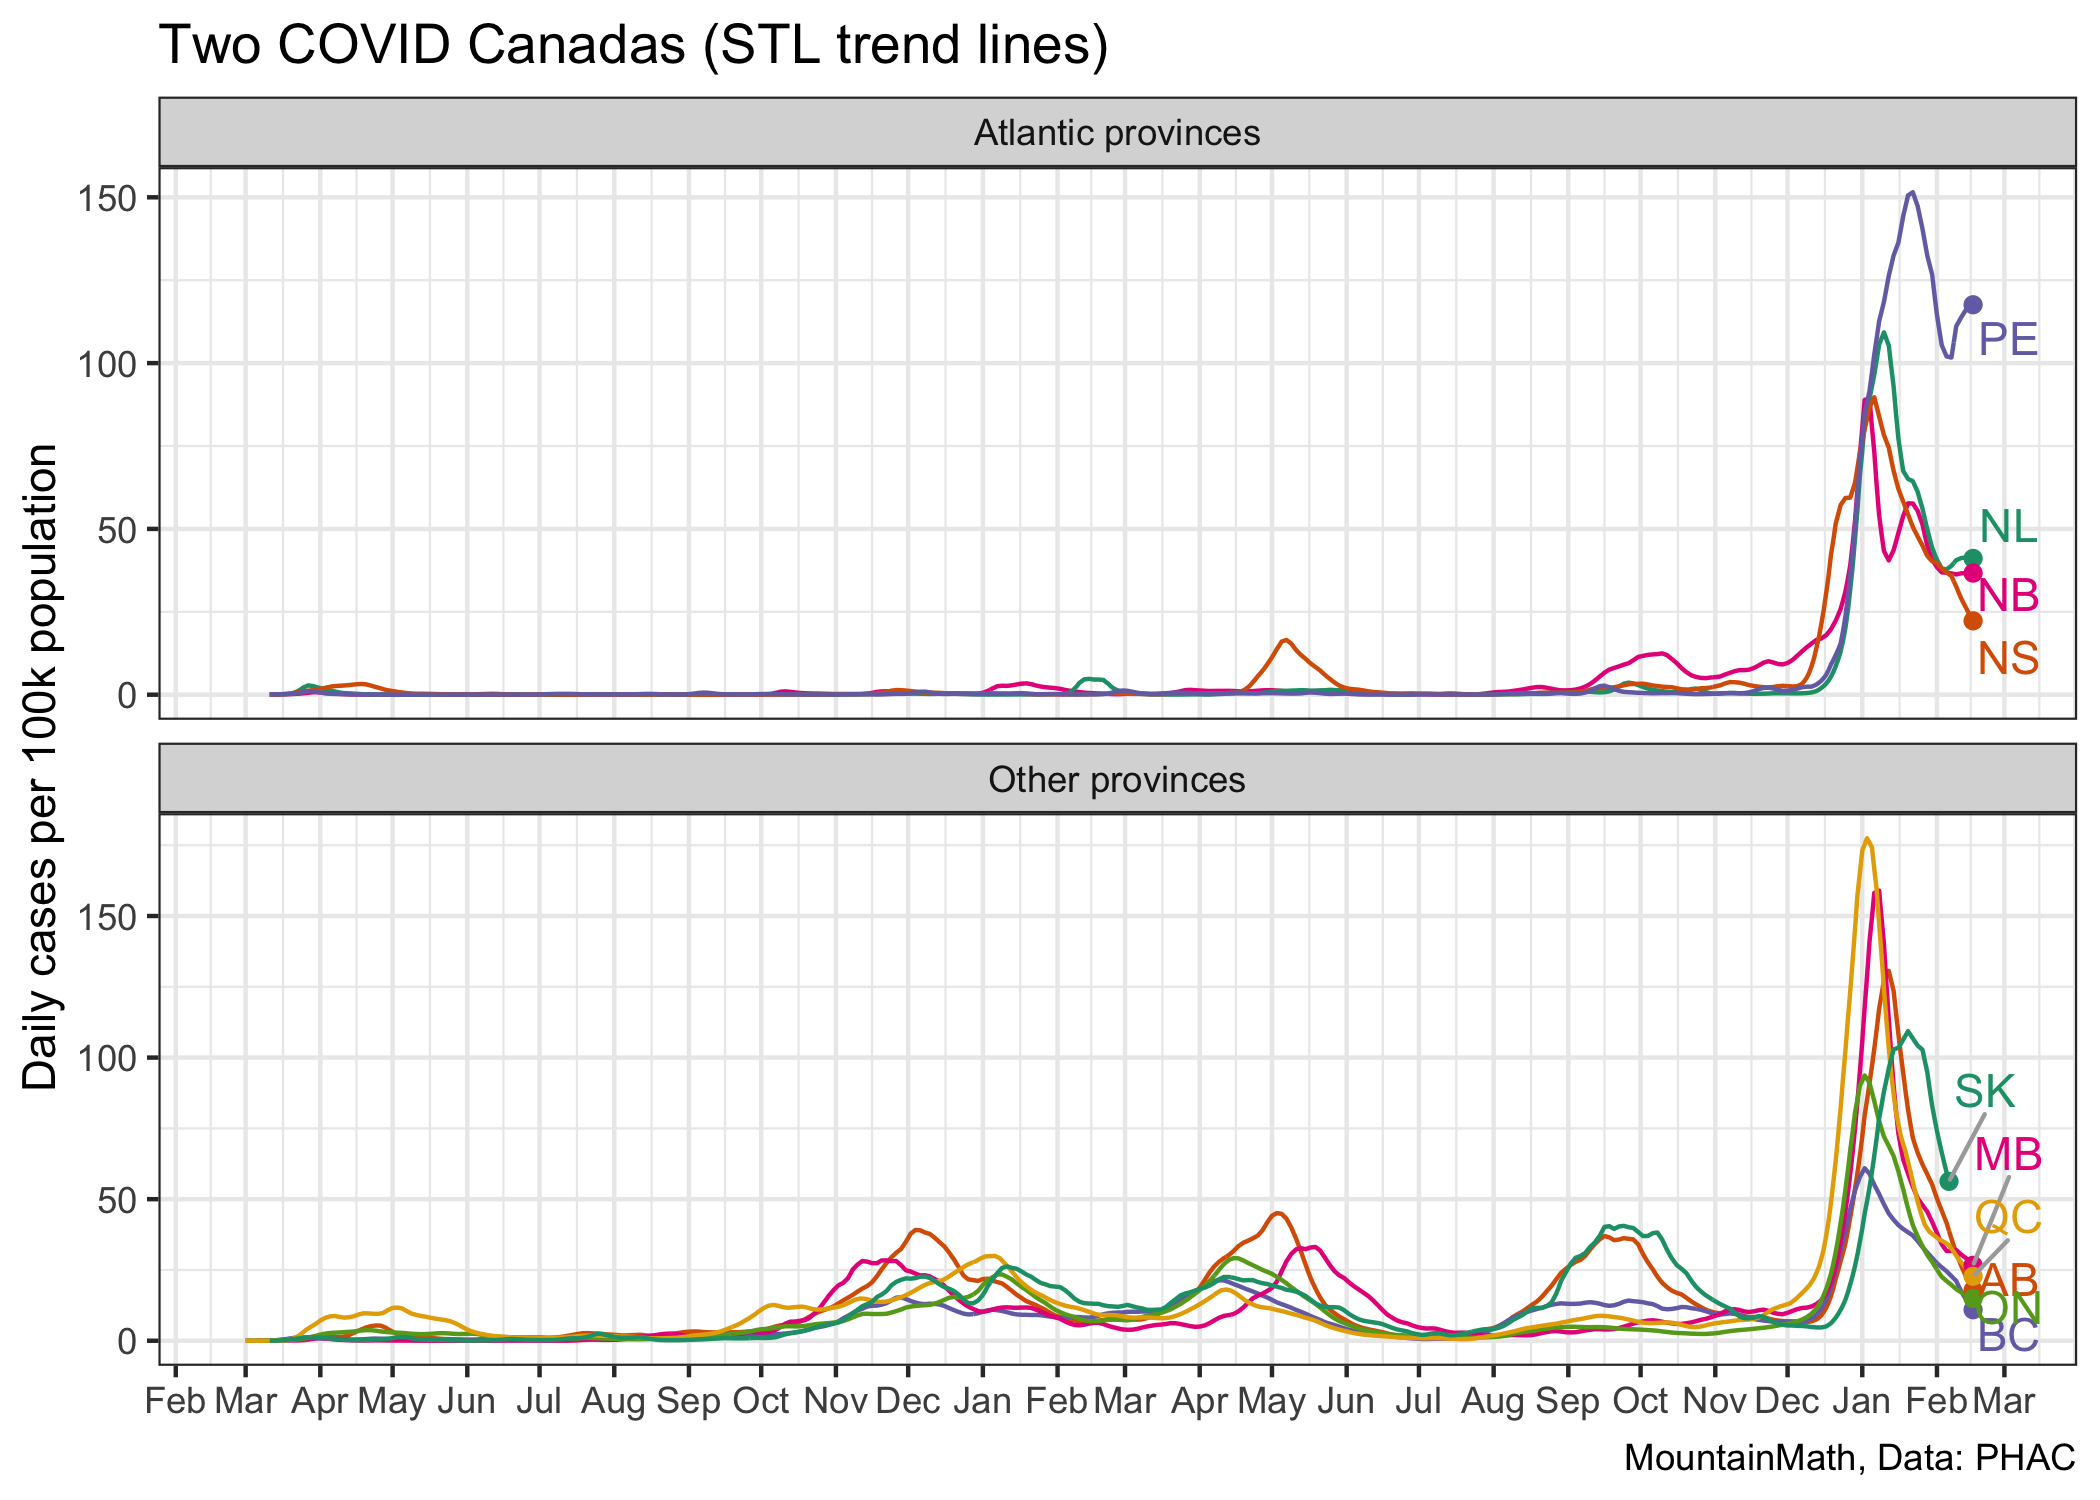 Two COVID Canadas (STL trend lines)
Atlantic provinces
150
100
50
0
PE
NL
NB
NS
Daily cases per 100k population
Other provinces
150
100
50
0
SK
MB
QC
AB
ON
BC
Feb Mar Apr May Jun Jul Aug Sep Oct Nov Dec Jan Feb Mar Apr May Jun Jul Aug Sep Oct Nov Dec Jan Feb Mar
MountainMath, Data: PHAC